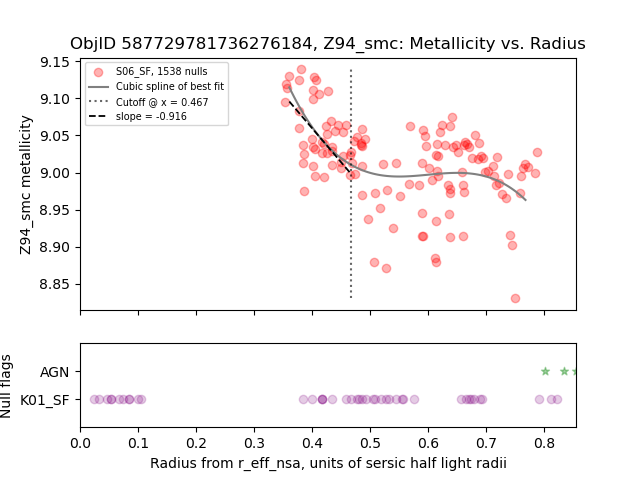 ObjID 587729781736276184, Z94_smc: Metallicity vs. Radius
9.15
9.10
9.05
9.00
8.95
8.90
8.85
Z94_smc metallicity
S06_SF, 1538 nulls
Cubic spline of best fit
Cutoff @ x = 0.467
slope = -0.916
Null flags
AGN
K01_SF
0.0 0.1 0.2 0.3 0.4 0.5 0.6 0.7 0.8
Radius from r_eff_nsa, units of sersic half light radii